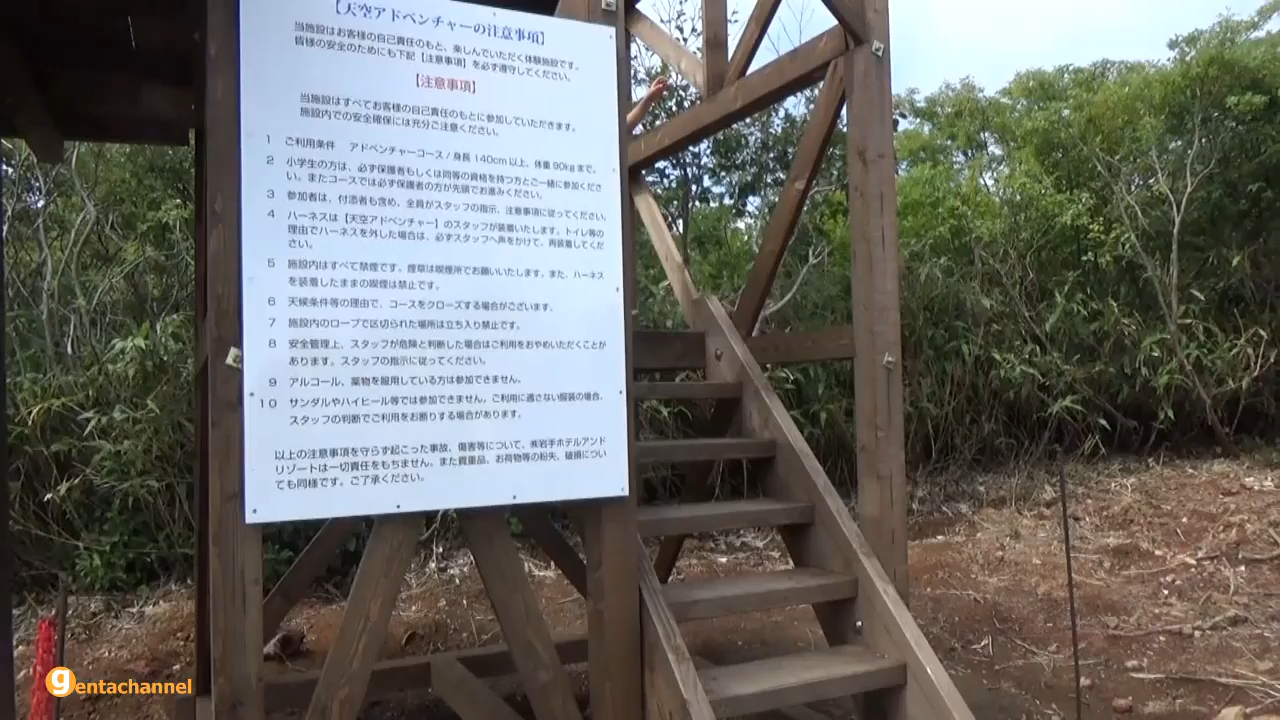 【天空アドベンチャーの注意事項】
当施設はお客様の自己責任のもと、楽しんでいただく体験施設です。
皆様の安全のためにも下記【注意事項】を必ず遵守してください。
【注意事項】
当施設はすべてお客様の自己責任のもとに参加していただきます。
施設内での安全確保には充分ご注意ください。
1 ご利用条件 アドベンチャーコース / 身長 140cm 以上、体重 90kg まで、
2 小学生の方は、必ず保護者もしくは同等の資格を持つ方とご一緒に参加くださ
い。またコースでは必ず保護者の方が先頭でお進みください。
3 参加者は、付添者も含め、全員がスタッフの指示、注意事項に従ってください。
4 ハーネスは【天空アドベンチャー】のスタッフが装着いたします。トイレ等の
理由でハーネスを外した場合は、必ずスタッフへ声をかけて、再装着してくだ
さい。
5 施設内はすべて禁煙です。煙草は喫煙所でお願いいたします。また、ハーネス
を装着したままの喫煙は禁止です。
6 天候条件等の理由で、コースをクローズする場合がございます。
7 施設内のロープで区切られた場所は立ち入り禁止です。
8 安全管理上、スタッフが危険と判断した場合はご利用をおやめいただくことが
あります。スタッフの指示に従ってください。
9 アルコール、薬物を服用している方は参加できません。
10 サンダルやハイヒール等では参加できません。ご利用に適さない服装の場合、
スタッフの判断でご利用をお断りする場合があります。
以上の注意事項を守らず起こった事故、傷害等について、㈱岩手ホテルアンド
リゾートは一切責任をもちません。また貴重品、お荷物等の紛失、破損につい
ても同様です。ご了承ください。
gentachannel